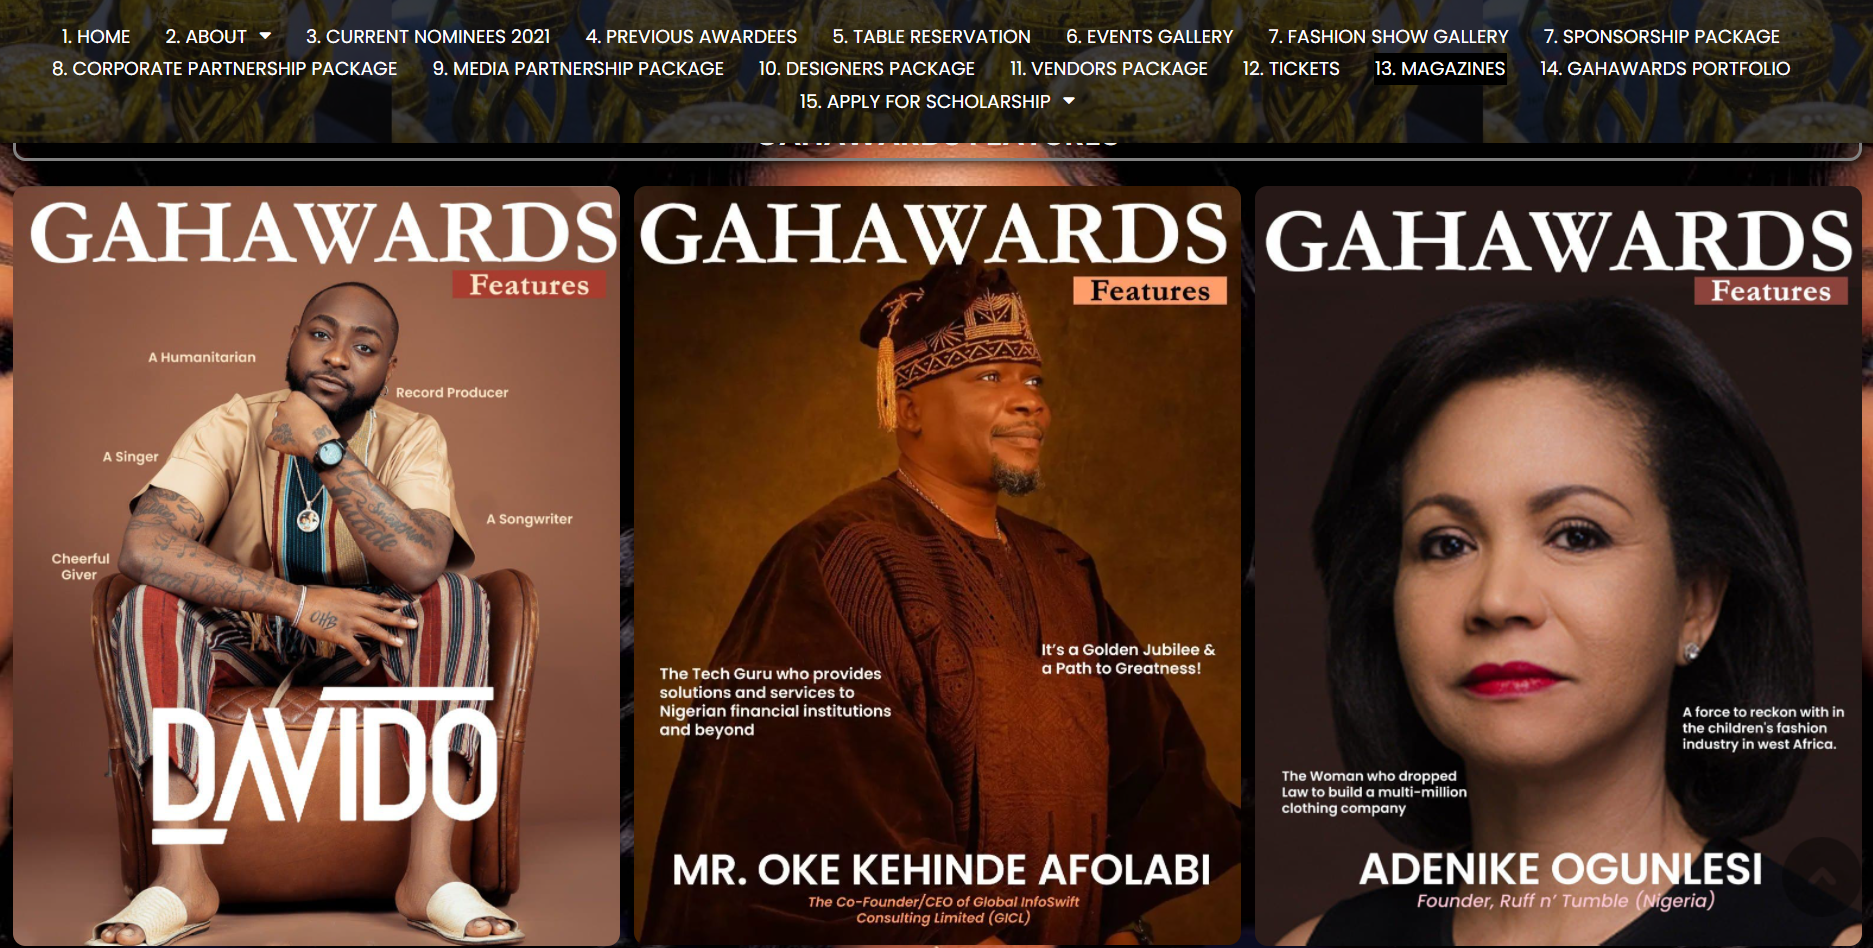 1. HOME 2. ABOUT 3. CURRENT NOMINEES 2021 4. PREVIOUS AWARDEES 5. TABLE RESERVATION 6. EVENTS GALLERY 7. FASHION SHOW GALLERY 7. SPONSORSHIP PACKAGE
8. CORPORATE PARTNERSHIP PACKAGE 9. MEDIA PARTNERSHIP PACKAGE 10. DESIGNERS PACKAGE 11. VENDORS PACKAGE 12. TICKETS 13. MAGAZINES 14. GAHAWARDS PORTFOLIO
15. APPLY FOR SCHOLARSHIP
GAHAWARDS FEATURES
GAHAWARDS
Features
A Humanitarian
Record Producer
A Singer
A Songwriter
Cheerful
Giver
OHB
DAVIDO
GAHAWARDS
Features
It's a Golden Jubilee &
a Path to Greatness!
The Tech Guru who provides
solutions and services to
Nigerian financial institutions
and beyond
MR. OKE KEHINDE AFOLABI
The Co-Founder/CEO of Global InfoSwift
Consulting Limited (GICL)
GAHAWARDS
Features
A force to reckon with in
the children's fashion
industry in west Africa.
The Woman who dropped
Law to build a multi-million
clothing company
ADENIKE OGUNLESI
Founder, Ruff n' Tumble (Nigeria)